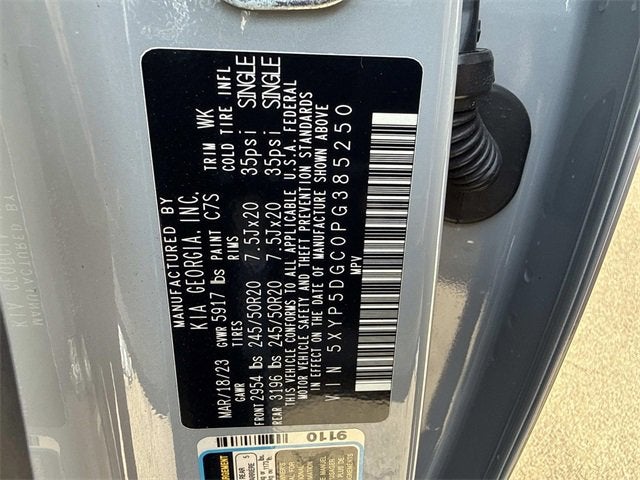 MANUFACTURED BY
KIA GEORGIA, INC.
MAR/18/23 GVWR 5917 lbs PAINT C7S TRIM WK
GAWR TIRES RIMS COLD TIRE INFL
FRONT 2954 lbs 245/50R20 7.5Jx20 35psi SINGLE
REAR 3196 lbs 245/50R20 7.5Jx20 35psi SINGLE
THIS VEHICLE CONFORMS TO ALL APPLICABLE U.S.A. FEDERAL
MOTOR VEHICLE SAFETY AND THEFT PREVENTION STANDARDS
IN EFFECT ON THE DATE OF MANUFACTURE SHOWN ABOVE
VIN 5XYP5DGC0PG385250
MPV
9110
REAR 5